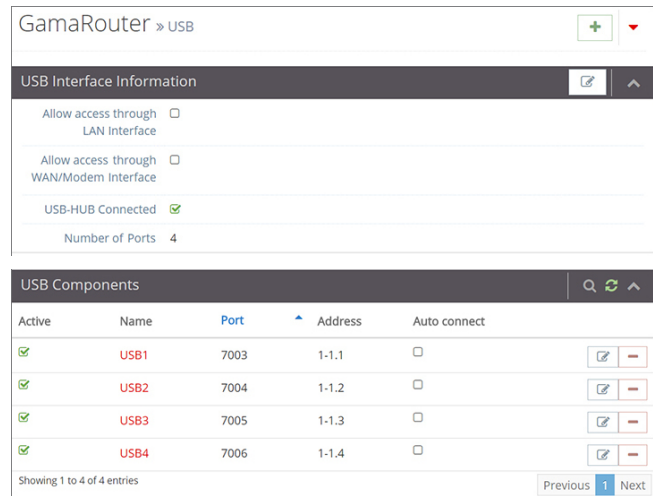 GamaRouter » USB
USB Interface Information
Allow access through
LAN Interface
Allow access through
WAN/Modem Interface
USB-HUB Connected
Number of Ports 4
USB Components
Active Name Port Address Auto connect
USB1 7003 1-1.1
USB2 7004 1-1.2
USB3 7005 1-1.3
USB4 7006 1-1.4
Showing 1 to 4 of 4 entries
Previous 1 Next